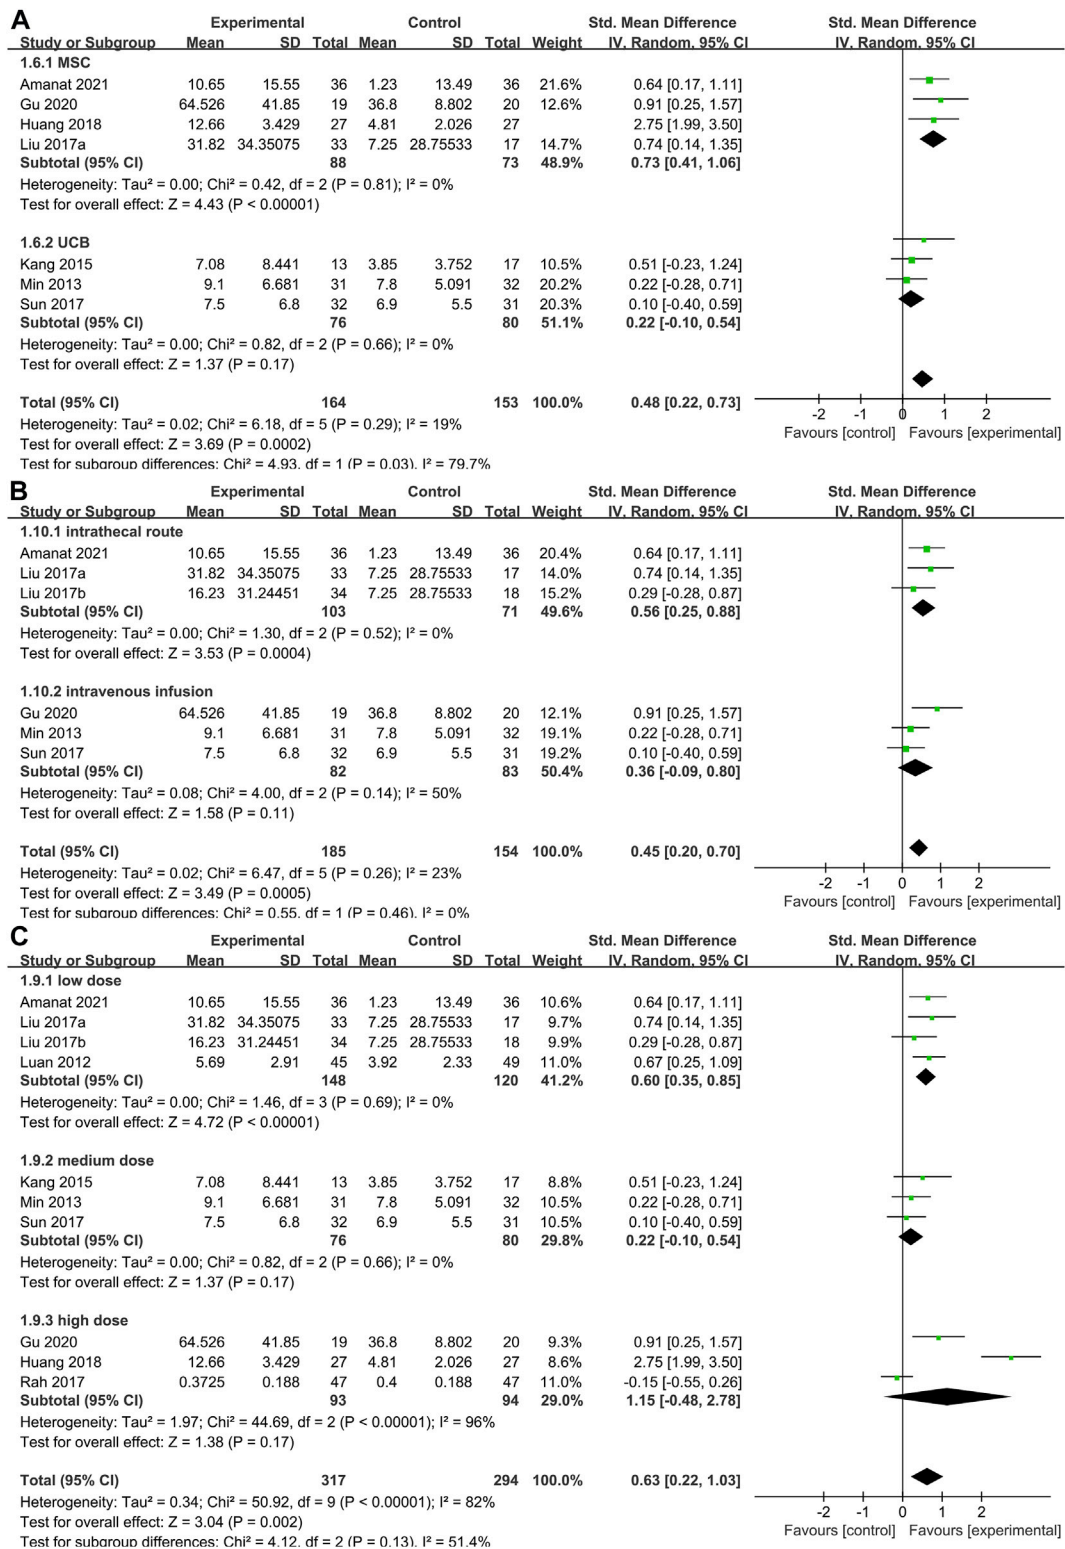 A
Experimental Control Std. Mean Difference Std. Mean Difference
Study or Subgroup Mean SD Total Mean SD Total Weight IV, Random, 95% CI IV, Random, 95% CI
1.6.1 MSC
Amanat 2021 10.65 15.55 36 1.23 13.49 36 21.6% 0.64 [0.17, 1.11]
Gu 2020 64.526 41.85 19 36.8 8.802 20 12.6% 0.91 [0.25, 1.57]
Huang 2018 12.66 3.429 27 4.81 2.026 27 2.75 [1.99, 3.50]
Liu 2017a 31.82 34.35075 33 7.25 28.75533 17 14.7% 0.74 [0.14, 1.35]
Subtotal (95% CI) 88 73 48.9% 0.73 [0.41, 1.06]
Heterogeneity: Tau² = 0.00; Chi² = 0.42, df = 2 (P = 0.81); I² = 0%
Test for overall effect: Z = 4.43 (P < 0.00001)
1.6.2 UCB
Kang 2015 7.08 8.441 13 3.85 3.752 17 10.5% 0.51 [-0.23, 1.24]
Min 2013 9.1 6.681 31 7.8 5.091 32 20.2% 0.22 [-0.28, 0.71]
Sun 2017 7.5 6.8 32 6.9 5.5 31 20.3% 0.10 [-0.40, 0.59]
Subtotal (95% CI) 76 80 51.1% 0.22 [-0.10, 0.54]
Heterogeneity: Tau² = 0.00; Chi² = 0.82, df = 2 (P = 0.66); I² = 0%
Test for overall effect: Z = 1.37 (P = 0.17)
Total (95% CI) 164 153 100.0% 0.48 [0.22, 0.73]
Heterogeneity: Tau² = 0.02; Chi² = 6.18, df = 5 (P = 0.29); I² = 19%
Test for overall effect: Z = 3.69 (P = 0.0002)
Test for subgroup differences: Chi² = 4.93, df = 1 (P = 0.03), I² = 79.7%
-2 -1 0 1 2
Favours [control] Favours [experimental]
B
Experimental Control Std. Mean Difference Std. Mean Difference
Study or Subgroup Mean SD Total Mean SD Total Weight IV, Random, 95% CI IV, Random, 95% CI
1.10.1 intrathecal route
Amanat 2021 10.65 15.55 36 1.23 13.49 36 20.4% 0.64 [0.17, 1.11]
Liu 2017a 31.82 34.35075 33 7.25 28.75533 17 14.0% 0.74 [0.14, 1.35]
Liu 2017b 16.23 31.24451 34 7.25 28.75533 18 15.2% 0.29 [-0.28, 0.87]
Subtotal (95% CI) 103 71 49.6% 0.56 [0.25, 0.88]
Heterogeneity: Tau² = 0.00; Chi² = 1.30, df = 2 (P = 0.52); I² = 0%
Test for overall effect: Z = 3.53 (P = 0.0004)
1.10.2 intravenous infusion
Gu 2020 64.526 41.85 19 36.8 8.802 20 12.1% 0.91 [0.25, 1.57]
Min 2013 9.1 6.681 31 7.8 5.091 32 19.1% 0.22 [-0.28, 0.71]
Sun 2017 7.5 6.8 32 6.9 5.5 31 19.2% 0.10 [-0.40, 0.59]
Subtotal (95% CI) 82 83 50.4% 0.36 [-0.09, 0.80]
Heterogeneity: Tau² = 0.08; Chi² = 4.00, df = 2 (P = 0.14); I² = 50%
Test for overall effect: Z = 1.58 (P = 0.11)
Total (95% CI) 185 154 100.0% 0.45 [0.20, 0.70]
Heterogeneity: Tau² = 0.02; Chi² = 6.47, df = 5 (P = 0.26); I² = 23%
Test for overall effect: Z = 3.49 (P = 0.0005)
Test for subgroup differences: Chi² = 0.55, df = 1 (P = 0.46), I² = 0%
-2 -1 0 1 2
Favours [control] Favours [experimental]
C
Experimental Control Std. Mean Difference Std. Mean Difference
Study or Subgroup Mean SD Total Mean SD Total Weight IV, Random, 95% CI IV, Random, 95% CI
1.9.1 low dose
Amanat 2021 10.65 15.55 36 1.23 13.49 36 10.6% 0.64 [0.17, 1.11]
Liu 2017a 31.82 34.35075 33 7.25 28.75533 17 9.7% 0.74 [0.14, 1.35]
Liu 2017b 16.23 31.24451 34 7.25 28.75533 18 9.9% 0.29 [-0.28, 0.87]
Luan 2012 5.69 2.91 45 3.92 2.33 49 11.0% 0.67 [0.25, 1.09]
Subtotal (95% CI) 148 120 41.2% 0.60 [0.35, 0.85]
Heterogeneity: Tau² = 0.00; Chi² = 1.46, df = 3 (P = 0.69); I² = 0%
Test for overall effect: Z = 4.72 (P < 0.00001)
1.9.2 medium dose
Kang 2015 7.08 8.441 13 3.85 3.752 17 8.8% 0.51 [-0.23, 1.24]
Min 2013 9.1 6.681 31 7.8 5.091 32 10.5% 0.22 [-0.28, 0.71]
Sun 2017 7.5 6.8 32 6.9 5.5 31 10.5% 0.10 [-0.40, 0.59]
Subtotal (95% CI) 76 80 29.8% 0.22 [-0.10, 0.54]
Heterogeneity: Tau² = 0.00; Chi² = 0.82, df = 2 (P = 0.66); I² = 0%
Test for overall effect: Z = 1.37 (P = 0.17)
1.9.3 high dose
Gu 2020 64.526 41.85 19 36.8 8.802 20 9.3% 0.91 [0.25, 1.57]
Huang 2018 12.66 3.429 27 4.81 2.026 27 8.6% 2.75 [1.99, 3.50]
Rah 2017 0.3725 0.188 47 0.4 0.188 47 11.0% -0.15 [-0.55, 0.26]
Subtotal (95% CI) 93 94 29.0% 1.15 [-0.48, 2.78]
Heterogeneity: Tau² = 1.97; Chi² = 44.69, df = 2 (P < 0.00001); I² = 96%
Test for overall effect: Z = 1.38 (P = 0.17)
Total (95% CI) 317 294 100.0% 0.63 [0.22, 1.03]
Heterogeneity: Tau² = 0.34; Chi² = 50.92, df = 9 (P < 0.00001); I² = 82%
Test for overall effect: Z = 3.04 (P = 0.002)
Test for subgroup differences: Chi² = 4.12, df = 2 (P = 0.13), I² = 51.4%
-2 -1 0 1 2
Favours [control] Favours [experimental]